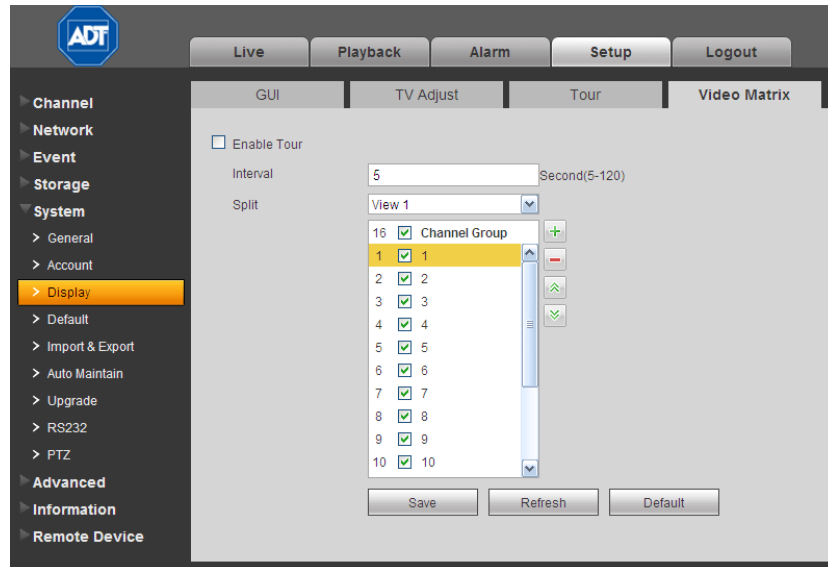 ADT
Live Playback Alarm Setup Logout
GUI TV Adjust Tour Video Matrix
Channel
Network
Event
Storage
System
General
Account
Display
Default
Import & Export
Auto Maintain
Upgrade
RS232
PTZ
Advanced
Information
Remote Device
Enable Tour
Interval 5 Second(5-120)
Split View 1
16 Channel Group
1 1
2 2
3 3
4 4
5 5
6 6
7 7
8 8
9 9
10 10
Save Refresh Default